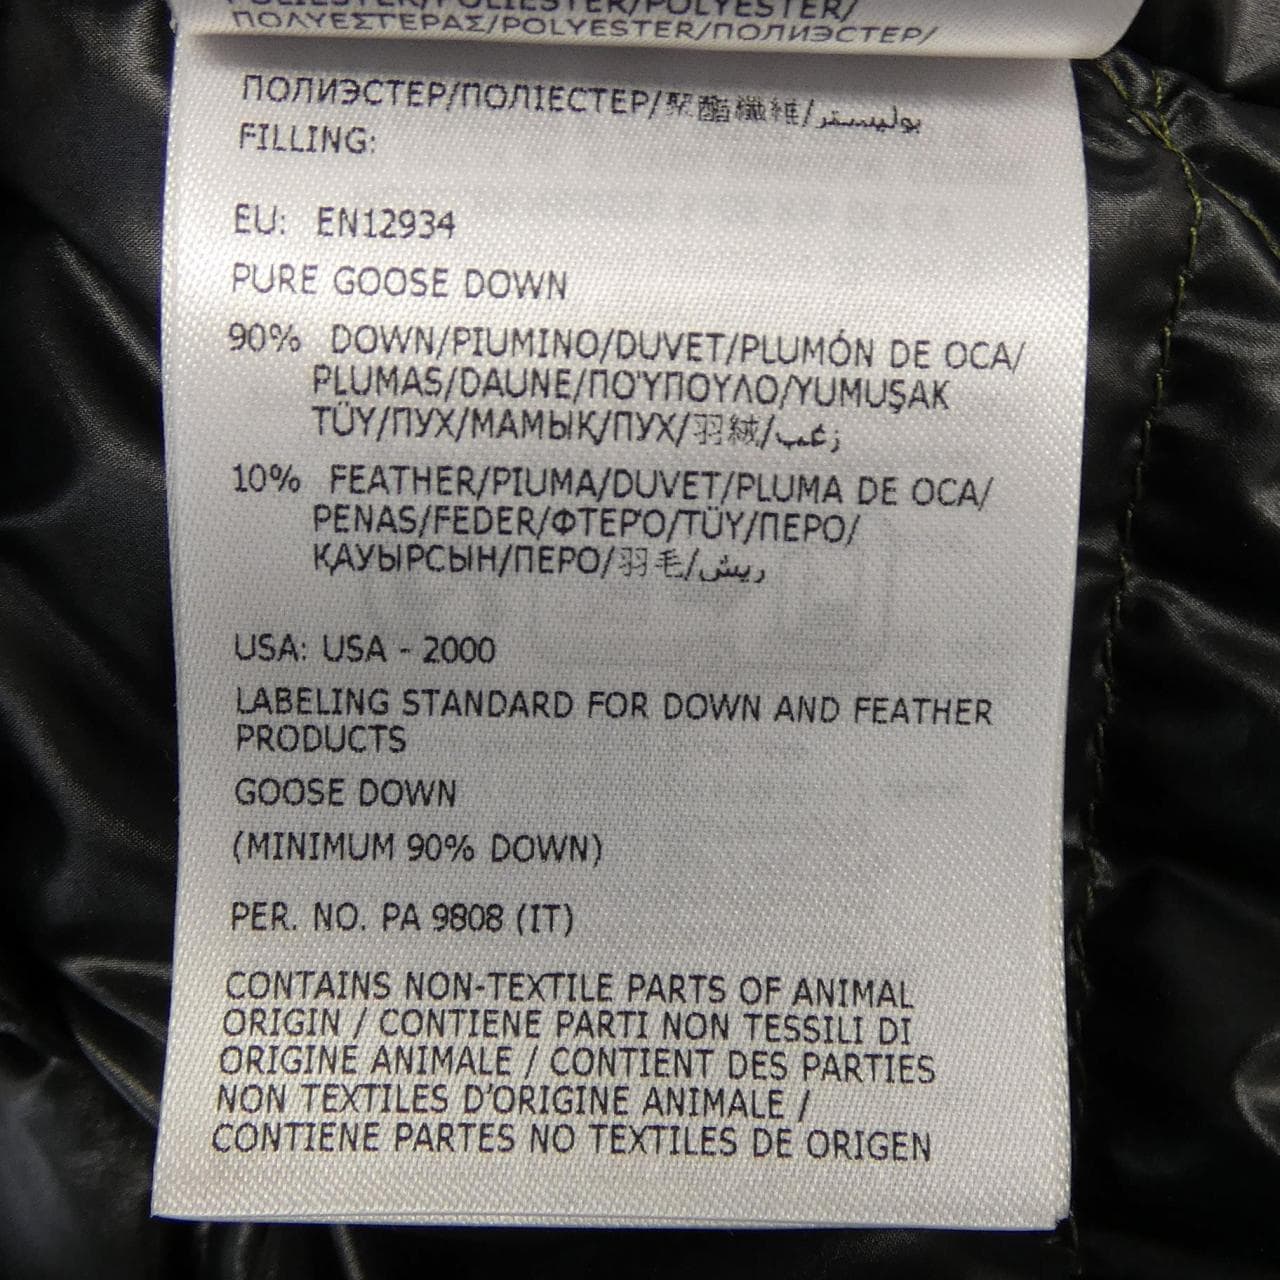 POLIESTER/POLIESTER/POLYESTER/
ΠΟΛΥΕΣΤΕΡΑΣ/POLYESTER/ПОЛИЭСТЕР/
ПОЛИЭСТЕР/ПОЛІЕСТЕР/聚酯纖維/بوليستر
FILLING:
EU: EN12934
PURE GOOSE DOWN
90% DOWN/PIUMINO/DUVET/PLUMÓN DE OCA/
PLUMAS/DAUNE/ΠΟΎΠΟΥΛΟ/YUMUŞAK
TÜY/ПУХ/МАМЫҚ/ПУХ/羽絨/زغب
10% FEATHER/PIUMA/DUVET/PLUMA DE OCA/
PENAS/FEDER/ΦΤΕΡΌ/TÜY/ПЕРО/
ҚАУЫРСЫН/ПЕРО/羽毛/ريش
USA: USA - 2000
LABELING STANDARD FOR DOWN AND FEATHER
PRODUCTS
GOOSE DOWN
(MINIMUM 90% DOWN)
PER. NO. PA 9808 (IT)
CONTAINS NON-TEXTILE PARTS OF ANIMAL
ORIGIN / CONTIENE PARTI NON TESSILI DI
ORIGINE ANIMALE / CONTIENT DES PARTIES
NON TEXTILES D'ORIGINE ANIMALE /
CONTIENE PARTES NO TEXTILES DE ORIGEN